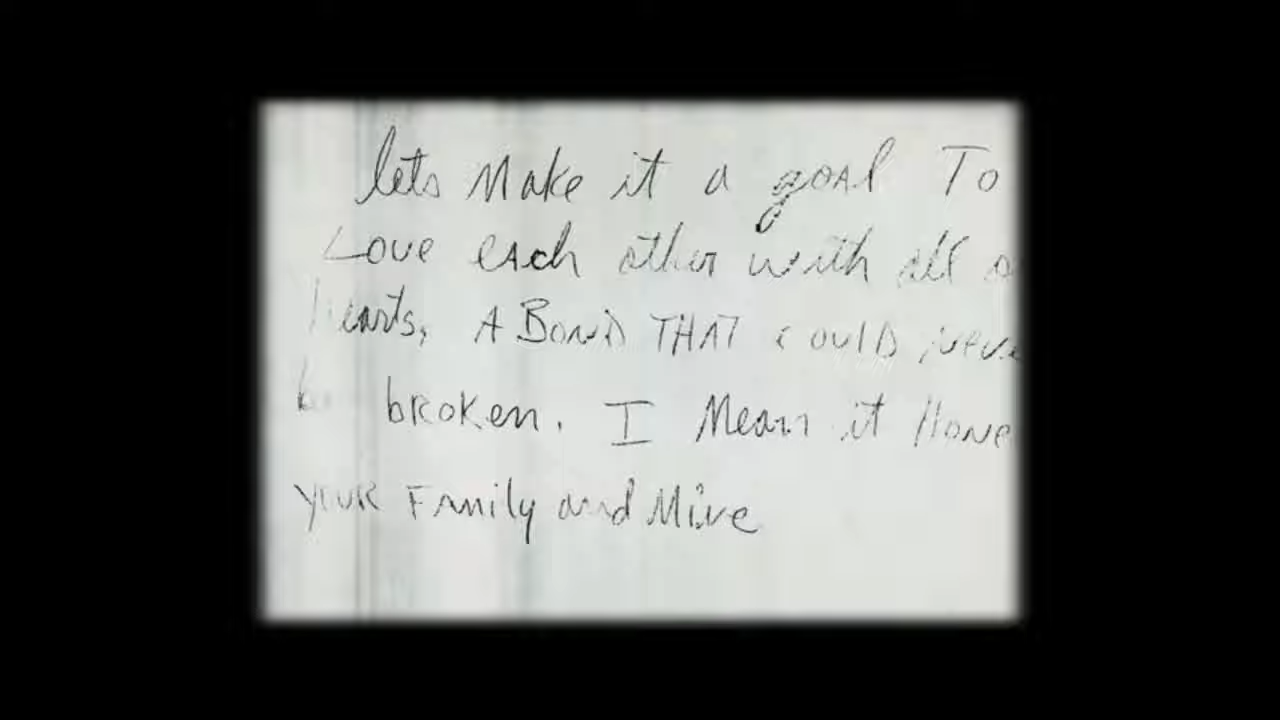 lets Make it a goal To
Love each other with all
hearts, A Bond THAT could
broken. I Mean it
your Family and Mine